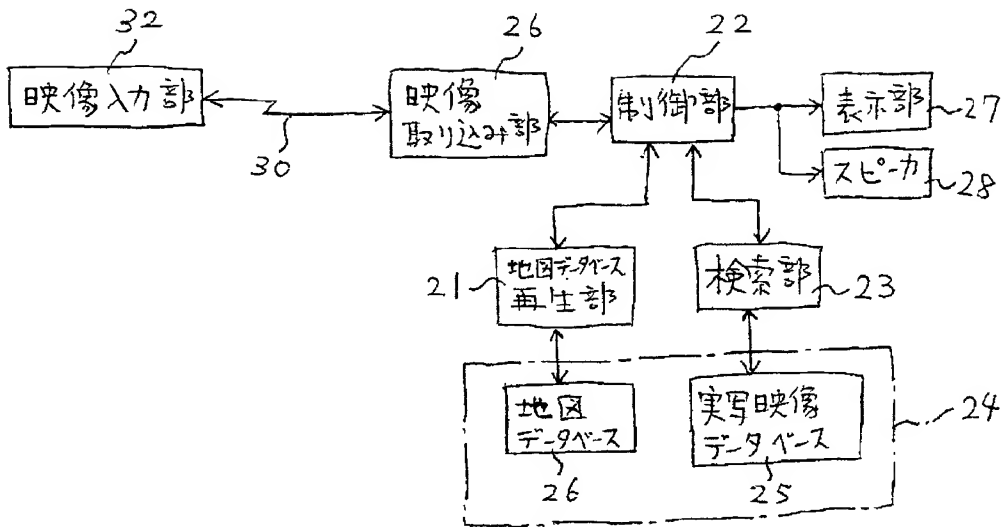 32
映像入力部
30
26
映像
取り込み部
22
制御部
表示部
27
スピーカ
28
21
地図データベース
再生部
検索部
23
地図
データベース
26
実写映像
データベース
25
24